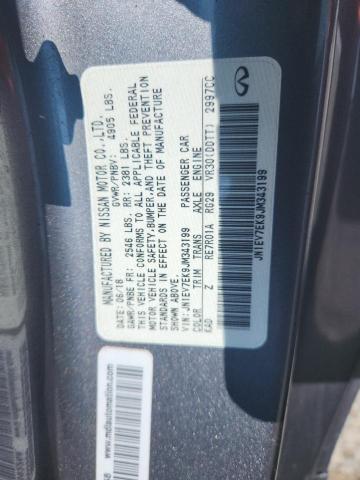 MANUFACTURED BY NISSAN MOTOR CO.,LTD.
GVWR/PNBV: 4905 LBS.
DATE: 06/18
GAWR/PNBE FR: 2546 LBS. RR: 2381 LBS.
THIS VEHICLE CONFORMS TO ALL APPLICABLE FEDERAL
MOTOR VEHICLE SAFETY, BUMPER, AND THEFT PREVENTION
STANDARDS IN EFFECT ON THE DATE OF MANUFACTURE
SHOWN ABOVE.
VIN: JN1EV7EK9JM343199 PASSENGER CAR
COLOR TRIM TRANS AXLE ENGINE
KAD Z RE7R01A RG29 VR30(DDTT) 2997CC
JN1EV7EK9JM343199
www.mdlautomation.com